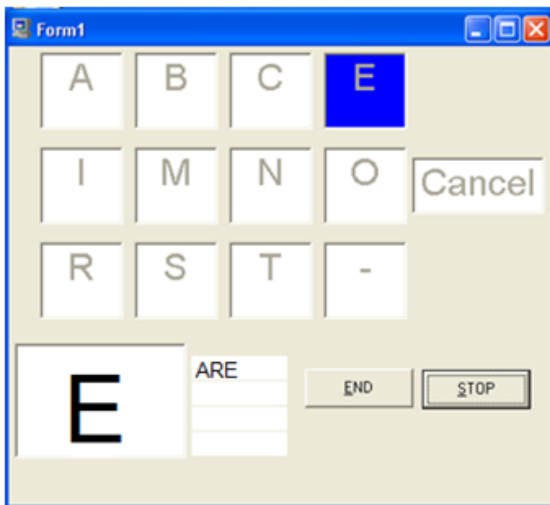 Form1
A B C E
I M N O Cancel
R S T -
E ARE END STOP